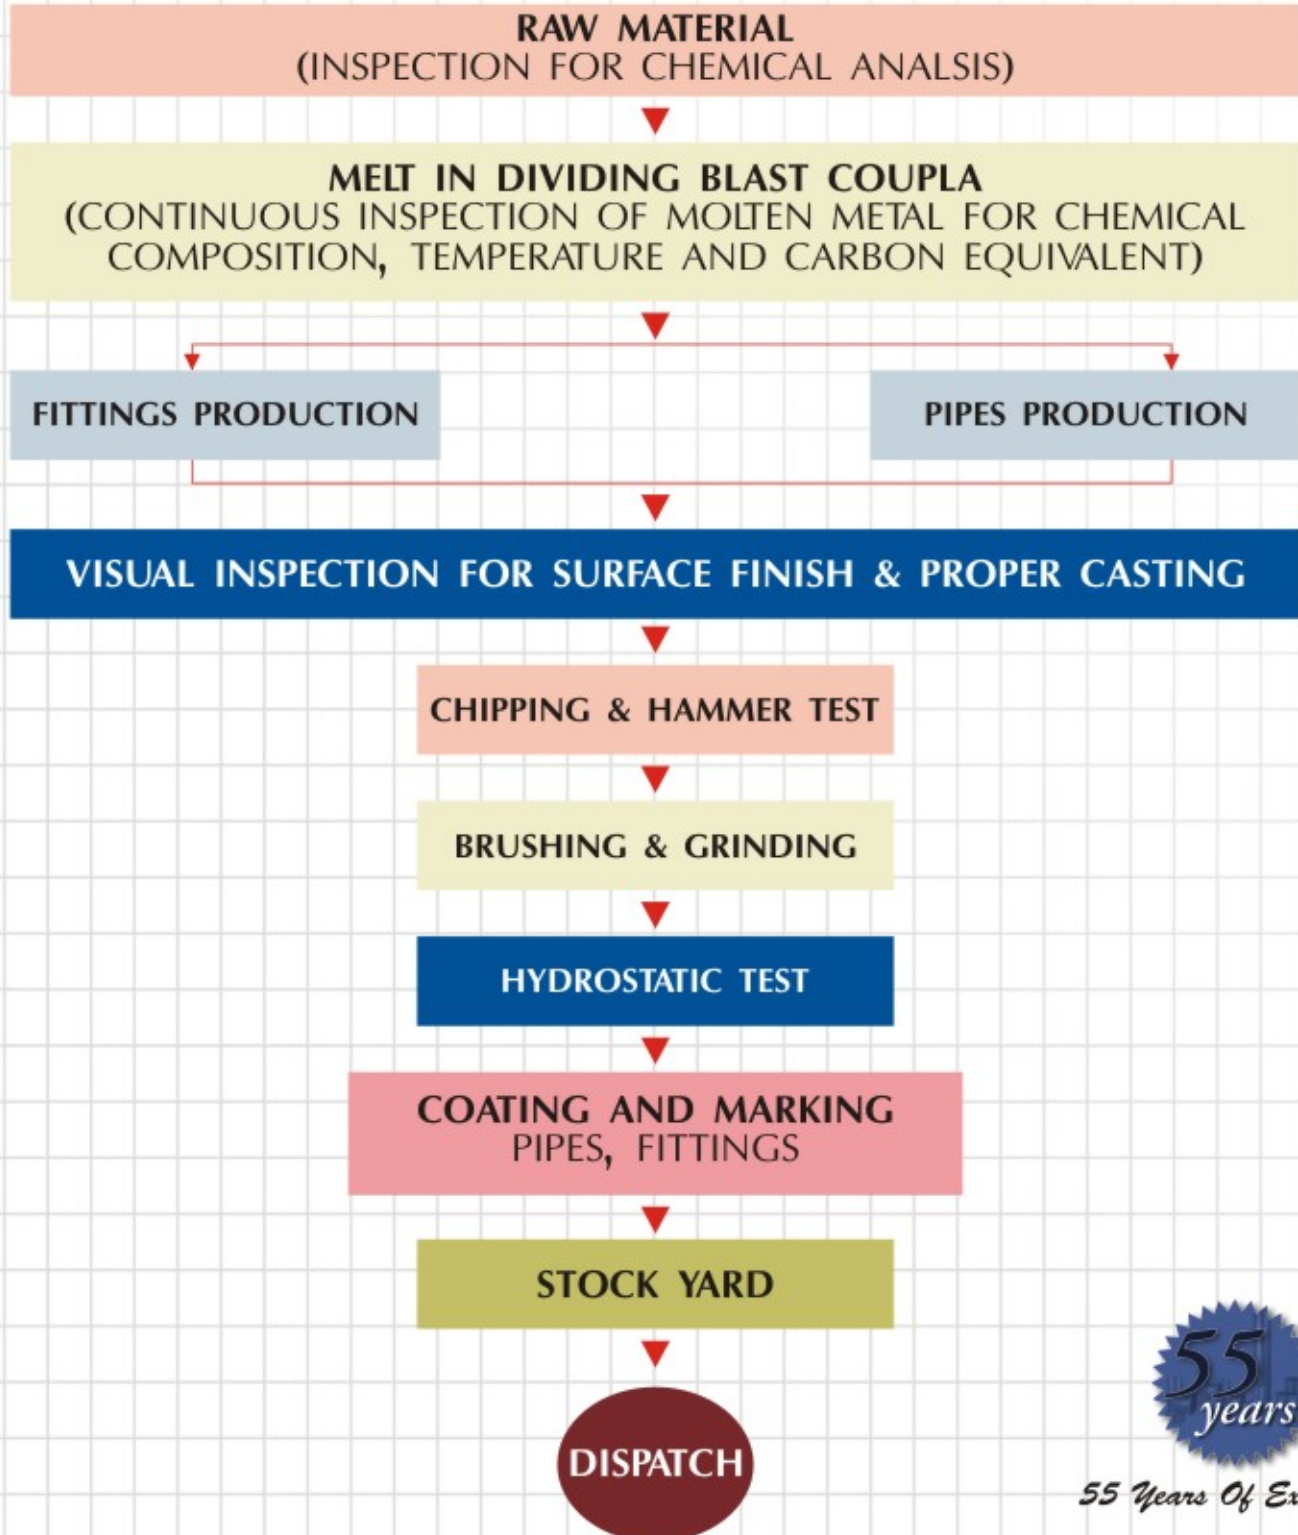 RAW MATERIAL
(INSPECTION FOR CHEMICAL ANALSIS)
MELT IN DIVIDING BLAST COUPLA
(CONTINUOUS INSPECTION OF MOLTEN METAL FOR CHEMICAL
COMPOSITION, TEMPERATURE AND CARBON EQUIVALENT)
FITTINGS PRODUCTION
PIPES PRODUCTION
VISUAL INSPECTION FOR SURFACE FINISH & PROPER CASTING
CHIPPING & HAMMER TEST
BRUSHING & GRINDING
HYDROSTATIC TEST
COATING AND MARKING
PIPES, FITTINGS
STOCK YARD
DISPATCH
55
years
55 Years Of